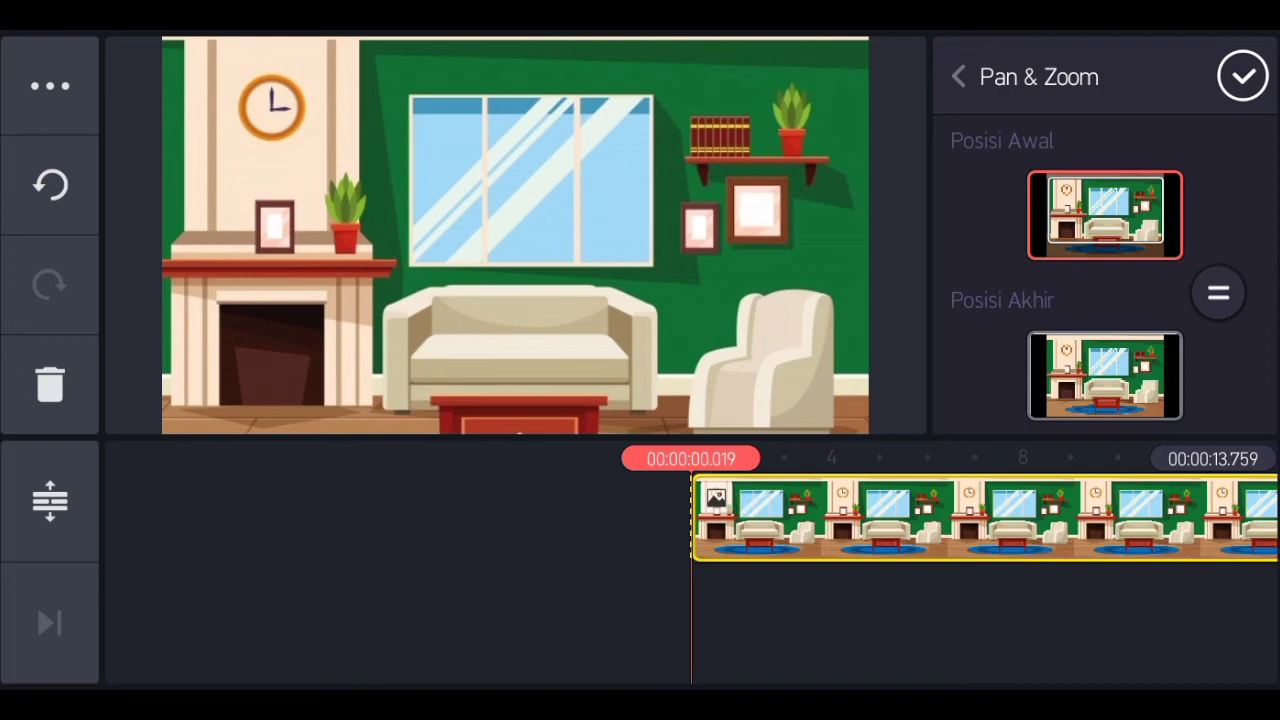 Pan & Zoom
Posisi Awal
Posisi Akhir
00:00:00.019
4
8
00:00:13.759